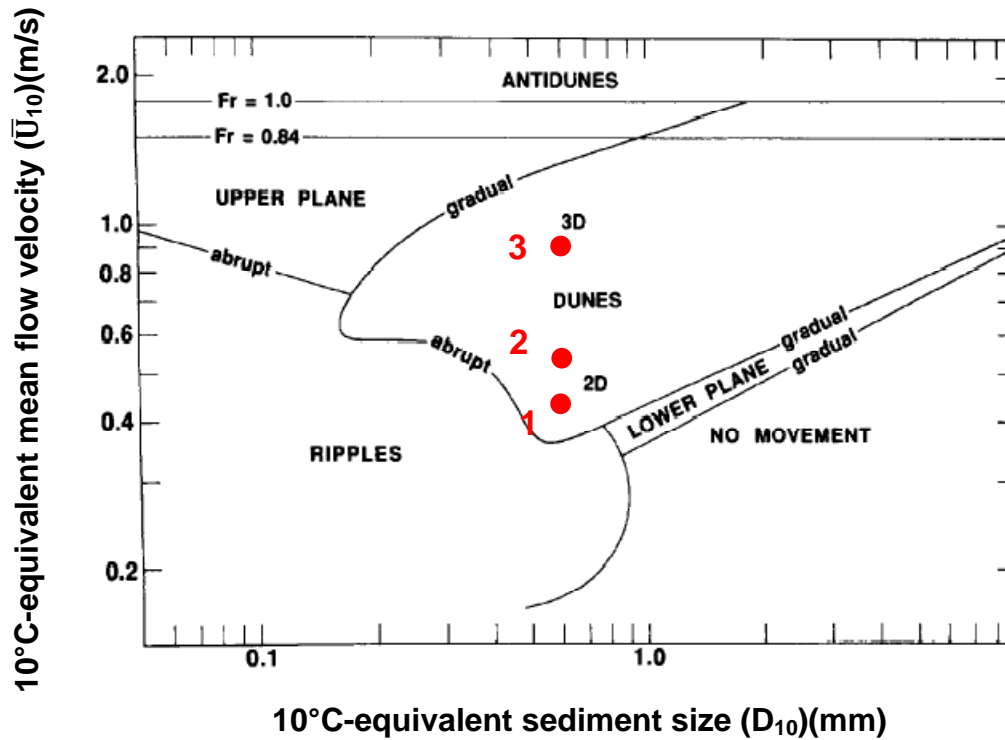 10°C-equivalent mean flow velocity (U̅10)(m/s)
2.0
1.0
0.8
0.6
0.4
0.2
ANTIDUNES
Fr = 1.0
Fr = 0.84
UPPER PLANE
gradual
abrupt
3D
3
DUNES
2
abrupt
2D
1
gradual
LOWER PLANE
gradual
NO MOVEMENT
RIPPLES
0.1
1.0
10°C-equivalent sediment size (D10)(mm)